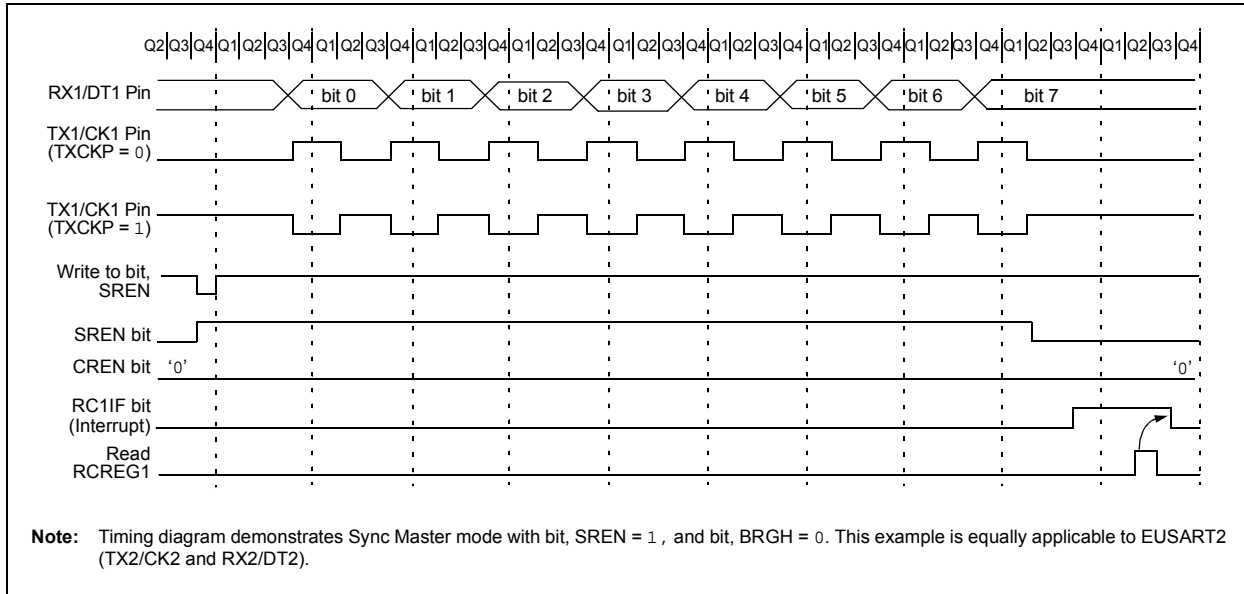 Q2|Q3|Q4|Q1|Q2|Q3|Q4|Q1|Q2|Q3|Q4|Q1|Q2|Q3|Q4|Q1|Q2|Q3|Q4|Q1|Q2|Q3|Q4|Q1|Q2|Q3|Q4|Q1|Q2|Q3|Q4|Q1|Q2|Q3|Q4|Q1|Q2|Q3|Q4|Q1|Q2|Q3|Q4
RX1/DT1 Pin bit 0 bit 1 bit 2 bit 3 bit 4 bit 5 bit 6 bit 7
TX1/CK1 Pin
(TXCKP = 0)
TX1/CK1 Pin
(TXCKP = 1)
Write to bit,
SREN
SREN bit
CREN bit ‘0’ ‘0’
RC1IF bit
(Interrupt)
Read
RCREG1
Note: Timing diagram demonstrates Sync Master mode with bit, SREN = 1, and bit, BRGH = 0. This example is equally applicable to EUSART2
(TX2/CK2 and RX2/DT2).